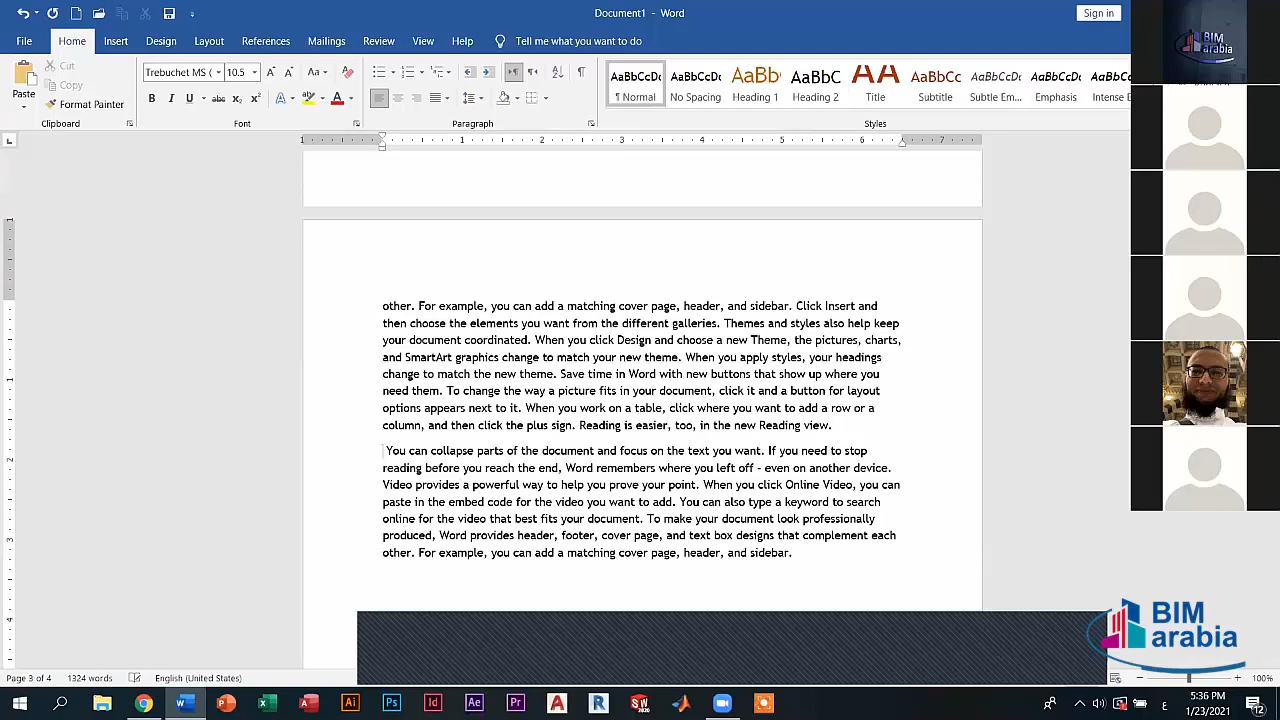 Document1 - Word
Sign in
File Home Insert Design Layout References Mailings Review View Help Tell me what you want to do
Paste
Cut
Copy
Format Painter
Clipboard
Trebuchet MS ( 10.5
Font
Paragraph
AaBbCcDc AaBbCcDc AaBb AaBbC AA AaBbCc AaBbCcDc AaBbCcDc AaBbCc
¶ Normal No Spacing Heading 1 Heading 2 Title Subtitle Subtle Em... Emphasis Intense E
Styles
1 1 2 3 4 5 6 7
other. For example, you can add a matching cover page, header, and sidebar. Click Insert and
then choose the elements you want from the different galleries. Themes and styles also help keep
your document coordinated. When you click Design and choose a new Theme, the pictures, charts,
and SmartArt graphics change to match your new theme. When you apply styles, your headings
change to match the new theme. Save time in Word with new buttons that show up where you
need them. To change the way a picture fits in your document, click it and a button for layout
options appears next to it. When you work on a table, click where you want to add a row or a
column, and then click the plus sign. Reading is easier, too, in the new Reading view.
You can collapse parts of the document and focus on the text you want. If you need to stop
reading before you reach the end, Word remembers where you left off - even on another device.
Video provides a powerful way to help you prove your point. When you click Online Video, you can
paste in the embed code for the video you want to add. You can also type a keyword to search
online for the video that best fits your document. To make your document look professionally
produced, Word provides header, footer, cover page, and text box designs that complement each
other. For example, you can add a matching cover page, header, and sidebar.
BIM
arabia
BIM
arabia
Page 3 of 4 1324 words English (United States) 100%
5:36 PM
1/23/2021